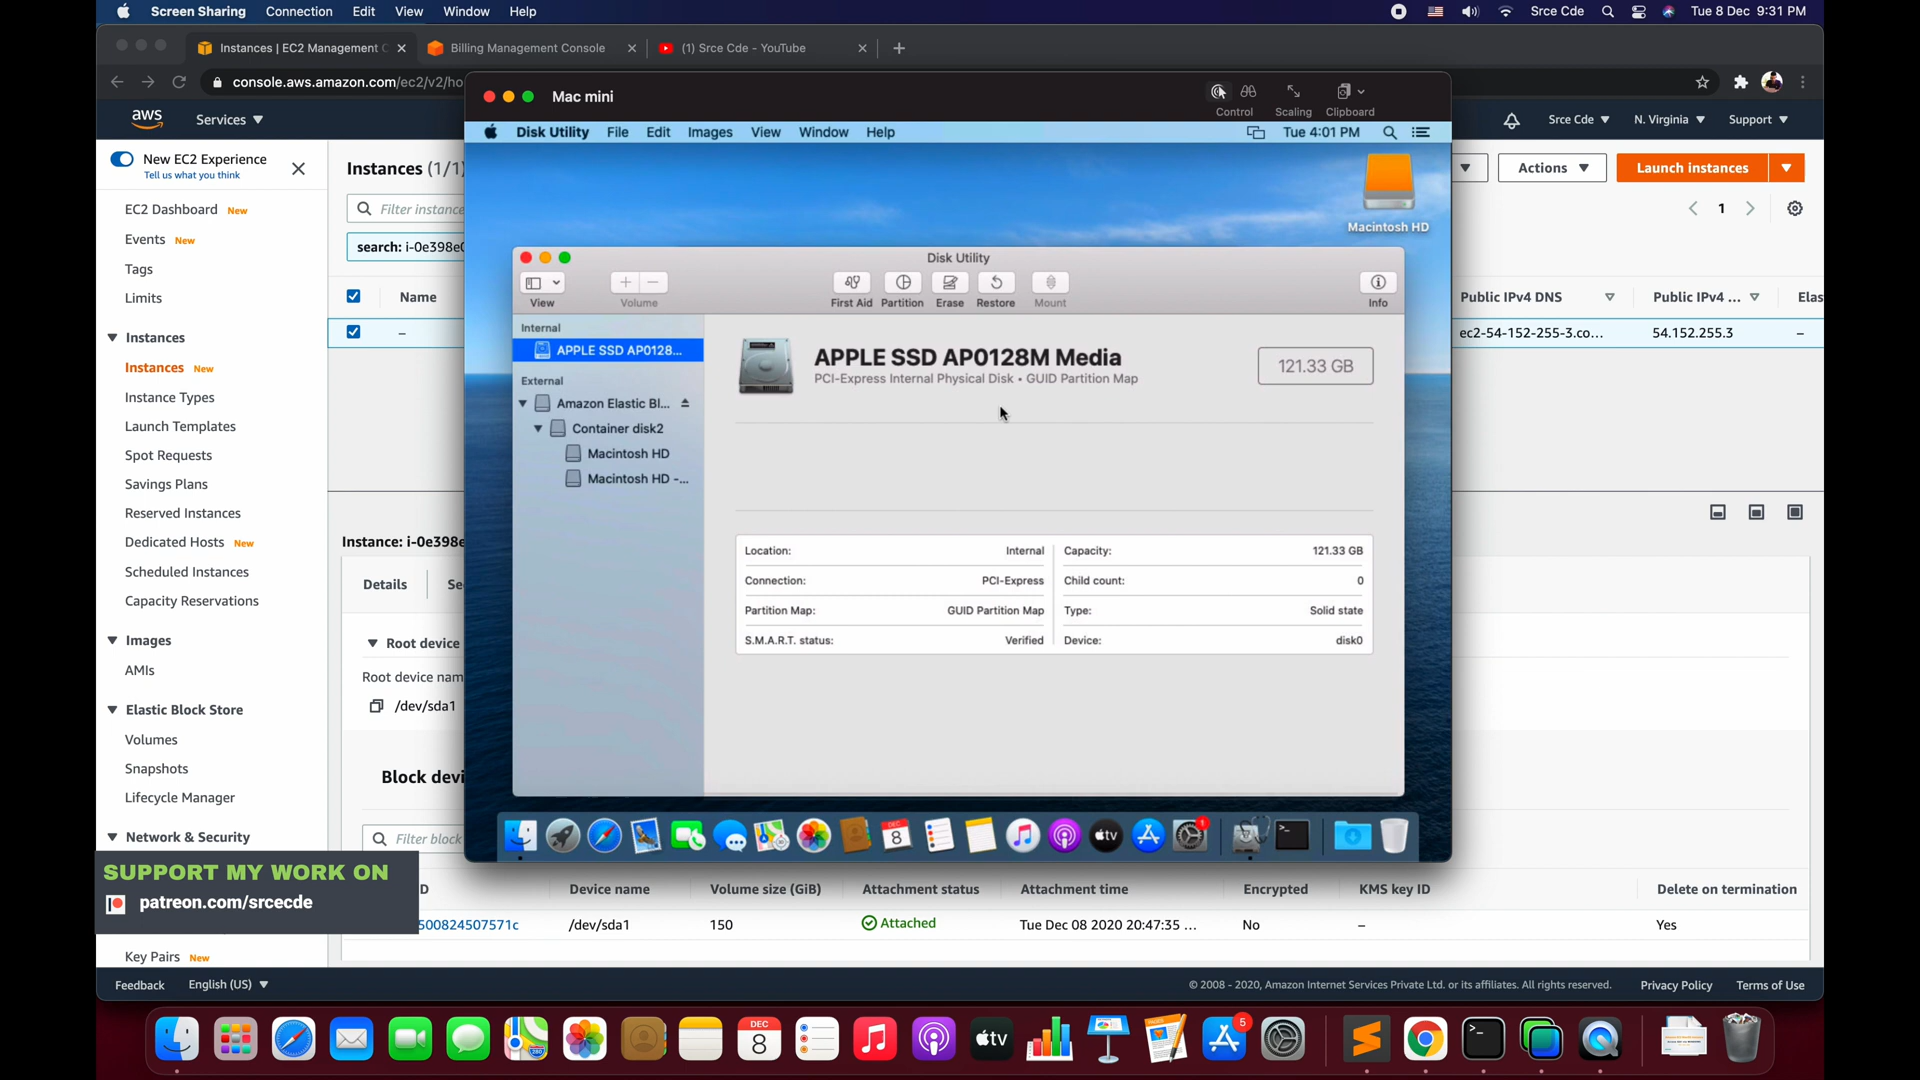 Screen Sharing Connection Edit View Window Help
Srce Cde Tue 8 Dec 9:31 PM
Instances | EC2 Management C
Billing Management Console
(1) Srce Cde - YouTube
console.aws.amazon.com/ec2/v2/ho
Mac mini
Control Scaling Clipboard
aws
Services
Srce Cde N. Virginia Support
Disk Utility File Edit Images View Window Help
Tue 4:01 PM
New EC2 Experience
Tell us what you think
Instances (1/1)
Actions
Launch instances
EC2 Dashboard New
Filter instance
1
Macintosh HD
Events New
search: i-0e398e0
Tags
Disk Utility
Limits
Name
View Volume First Aid Partition Erase Restore Mount Info
Public IPv4 DNS Public IPv4 ... Elas
–
ec2-54-152-255-3.co... 54.152.255.3 –
Instances
Instances New
Instance Types
Launch Templates
Spot Requests
Savings Plans
Reserved Instances
Dedicated Hosts New
Scheduled Instances
Capacity Reservations
Internal
APPLE SSD AP0128...
External
Amazon Elastic Bl...
Container disk2
Macintosh HD
Macintosh HD -...
APPLE SSD AP0128M Media
PCI-Express Internal Physical Disk • GUID Partition Map
121.33 GB
Location: Internal Capacity: 121.33 GB
Connection: PCI-Express Child count: 0
Partition Map: GUID Partition Map Type: Solid state
S.M.A.R.T. status: Verified Device: disk0
Instance: i-0e398e
Details Se
Root device
Root device nam
/dev/sda1
Block devi
Filter block
Images
AMIs
Elastic Block Store
Volumes
Snapshots
Lifecycle Manager
Network & Security
DEC
8
1
tv
SUPPORT MY WORK ON
patreon.com/srcecde
D Device name Volume size (GiB) Attachment status Attachment time Encrypted KMS key ID Delete on termination
500824507571c /dev/sda1 150 Attached Tue Dec 08 2020 20:47:35 ... No – Yes
Key Pairs New
Feedback English (US)
© 2008 - 2020, Amazon Internet Services Private Ltd. or its affiliates. All rights reserved. Privacy Policy Terms of Use
DEC
8
tv
5